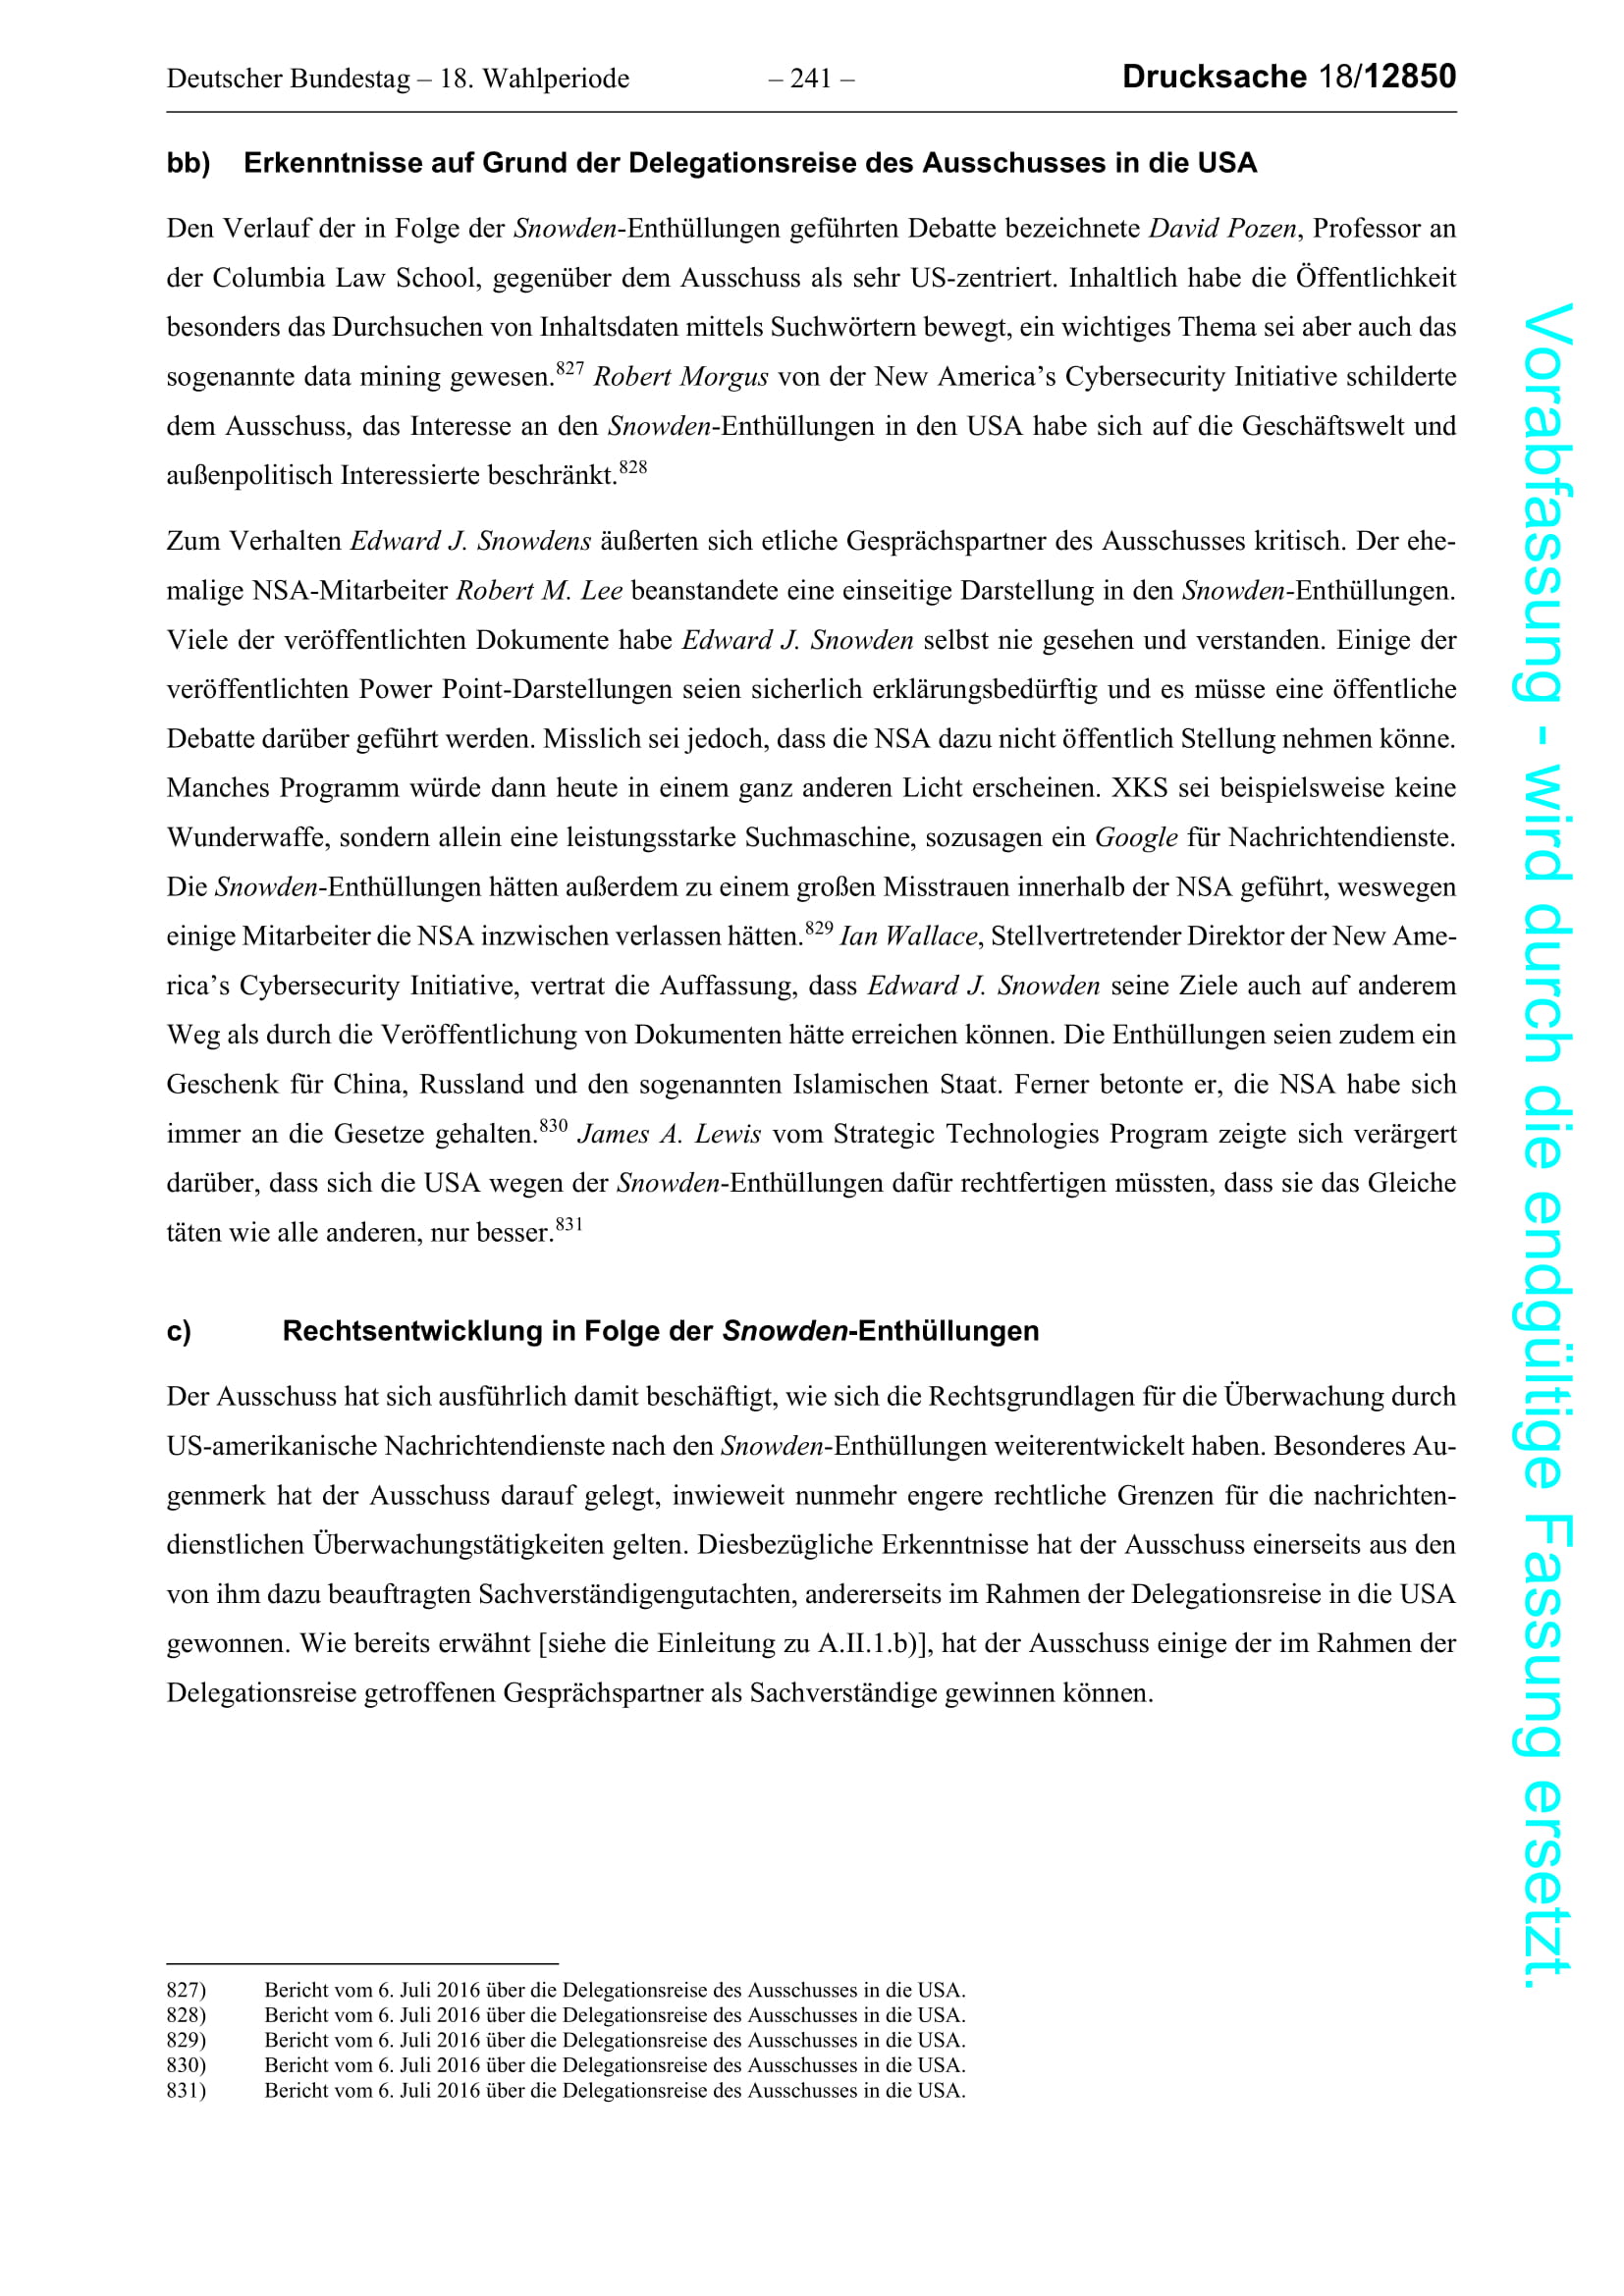 Deutscher Bundestag – 18. Wahlperiode – 241 – Drucksache 18/12850
bb) Erkenntnisse auf Grund der Delegationsreise des Ausschusses in die USA
Den Verlauf der in Folge der Snowden-Enthüllungen geführten Debatte bezeichnete David Pozen, Professor an
der Columbia Law School, gegenüber dem Ausschuss als sehr US-zentriert. Inhaltlich habe die Öffentlichkeit
besonders das Durchsuchen von Inhaltsdaten mittels Suchwörtern bewegt, ein wichtiges Thema sei aber auch das
sogenannte data mining gewesen.827 Robert Morgus von der New America’s Cybersecurity Initiative schilderte
dem Ausschuss, das Interesse an den Snowden-Enthüllungen in den USA habe sich auf die Geschäftswelt und
außenpolitisch Interessierte beschränkt.828
Zum Verhalten Edward J. Snowdens äußerten sich etliche Gesprächspartner des Ausschusses kritisch. Der ehe-
malige NSA-Mitarbeiter Robert M. Lee beanstandete eine einseitige Darstellung in den Snowden-Enthüllungen.
Viele der veröffentlichten Dokumente habe Edward J. Snowden selbst nie gesehen und verstanden. Einige der
veröffentlichten Power Point-Darstellungen seien sicherlich erklärungsbedürftig und es müsse eine öffentliche
Debatte darüber geführt werden. Misslich sei jedoch, dass die NSA dazu nicht öffentlich Stellung nehmen könne.
Manches Programm würde dann heute in einem ganz anderen Licht erscheinen. XKS sei beispielsweise keine
Wunderwaffe, sondern allein eine leistungsstarke Suchmaschine, sozusagen ein Google für Nachrichtendienste.
Die Snowden-Enthüllungen hätten außerdem zu einem großen Misstrauen innerhalb der NSA geführt, weswegen
einige Mitarbeiter die NSA inzwischen verlassen hätten.829 Ian Wallace, Stellvertretender Direktor der New Ame-
rica’s Cybersecurity Initiative, vertrat die Auffassung, dass Edward J. Snowden seine Ziele auch auf anderem
Weg als durch die Veröffentlichung von Dokumenten hätte erreichen können. Die Enthüllungen seien zudem ein
Geschenk für China, Russland und den sogenannten Islamischen Staat. Ferner betonte er, die NSA habe sich
immer an die Gesetze gehalten.830 James A. Lewis vom Strategic Technologies Program zeigte sich verärgert
darüber, dass sich die USA wegen der Snowden-Enthüllungen dafür rechtfertigen müssten, dass sie das Gleiche
täten wie alle anderen, nur besser.831
c) Rechtsentwicklung in Folge der Snowden-Enthüllungen
Der Ausschuss hat sich ausführlich damit beschäftigt, wie sich die Rechtsgrundlagen für die Überwachung durch
US-amerikanische Nachrichtendienste nach den Snowden-Enthüllungen weiterentwickelt haben. Besonderes Au-
genmerk hat der Ausschuss darauf gelegt, inwieweit nunmehr engere rechtliche Grenzen für die nachrichten-
dienstlichen Überwachungstätigkeiten gelten. Diesbezügliche Erkenntnisse hat der Ausschuss einerseits aus den
von ihm dazu beauftragten Sachverständigengutachten, andererseits im Rahmen der Delegationsreise in die USA
gewonnen. Wie bereits erwähnt [siehe die Einleitung zu A.II.1.b)], hat der Ausschuss einige der im Rahmen der
Delegationsreise getroffenen Gesprächspartner als Sachverständige gewinnen können.
827) Bericht vom 6. Juli 2016 über die Delegationsreise des Ausschusses in die USA.
828) Bericht vom 6. Juli 2016 über die Delegationsreise des Ausschusses in die USA.
829) Bericht vom 6. Juli 2016 über die Delegationsreise des Ausschusses in die USA.
830) Bericht vom 6. Juli 2016 über die Delegationsreise des Ausschusses in die USA.
831) Bericht vom 6. Juli 2016 über die Delegationsreise des Ausschusses in die USA.
Vorabfassung - wird durch die endgültige Fassung ersetzt.